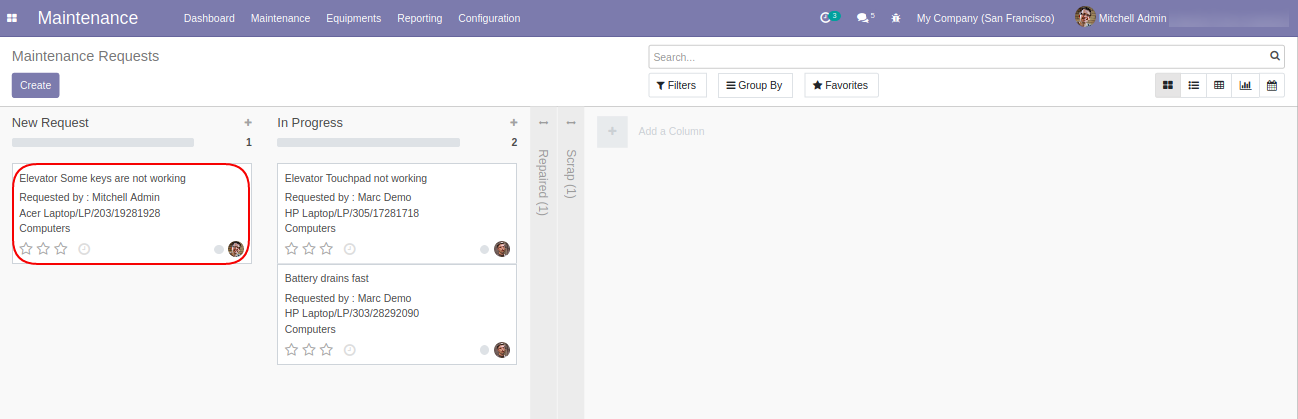 Maintenance Dashboard Maintenance Equipments Reporting Configuration 3 5 My Company (San Francisco) Mitchell Admin
Maintenance Requests
Search...
Create
Filters Group By Favorites
New Request
1
Elevator Some keys are not working
Requested by : Mitchell Admin
Acer Laptop/LP/203/19281928
Computers
In Progress
2
Elevator Touchpad not working
Requested by : Marc Demo
HP Laptop/LP/305/17281718
Computers
Battery drains fast
Requested by : Marc Demo
HP Laptop/LP/303/28292090
Computers
Repaired (1)
Scrap (1)
Add a Column